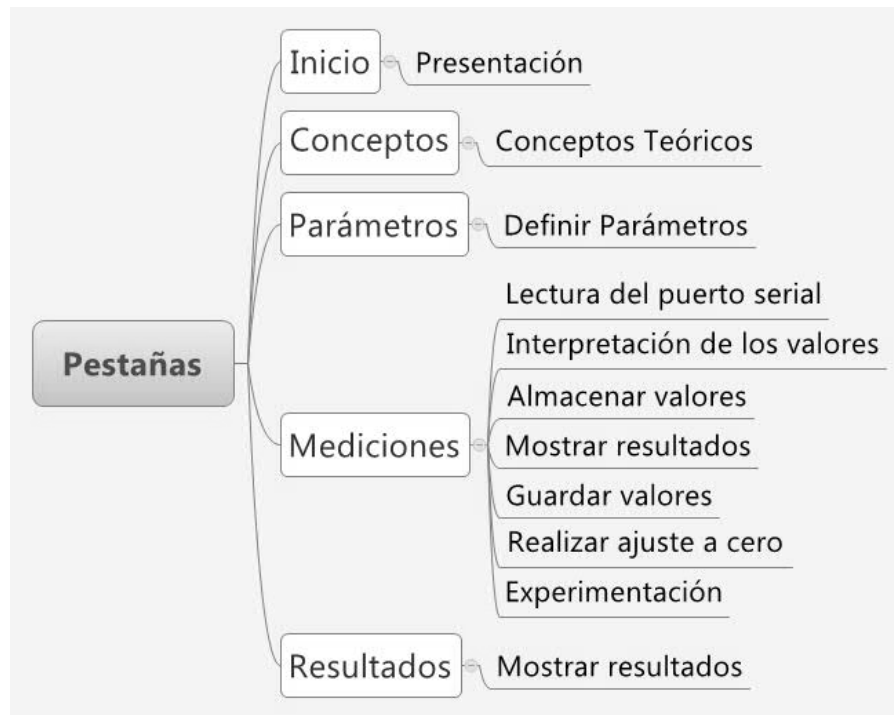 Inicio
Presentación
Conceptos
Conceptos Teóricos
Parámetros
Definir Parámetros
Pestañas
Mediciones
Lectura del puerto serial
Interpretación de los valores
Almacenar valores
Mostrar resultados
Guardar valores
Realizar ajuste a cero
Experimentación
Resultados
Mostrar resultados